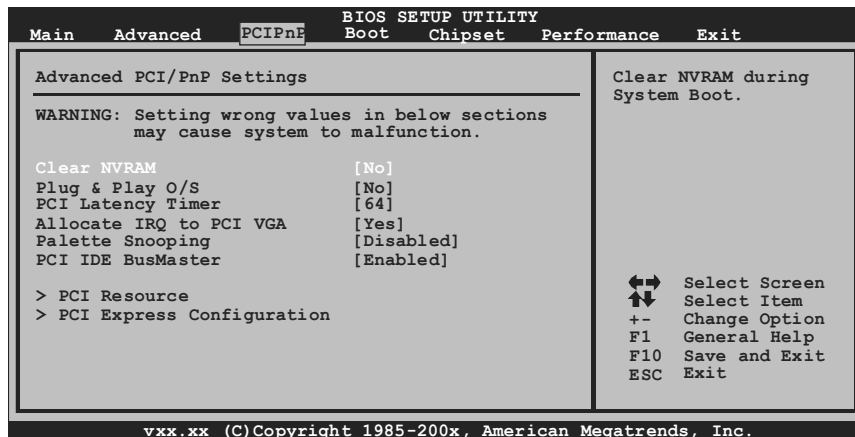 BIOS SETUP UTILITY
Main Advanced PCIPnP Boot Chipset Performance Exit
Advanced PCI/PnP Settings
WARNING: Setting wrong values in below sections
may cause system to malfunction.
Clear NVRAM [No]
Plug & Play O/S [No]
PCI Latency Timer [64]
Allocate IRQ to PCI VGA [Yes]
Palette Snooping [Disabled]
PCI IDE BusMaster [Enabled]
> PCI Resource
> PCI Express Configuration
Clear NVRAM during
System Boot.
Select Screen
Select Item
+- Change Option
F1 General Help
F10 Save and Exit
ESC Exit
vxx.xx (C)Copyright 1985-200x, American Megatrends, Inc.